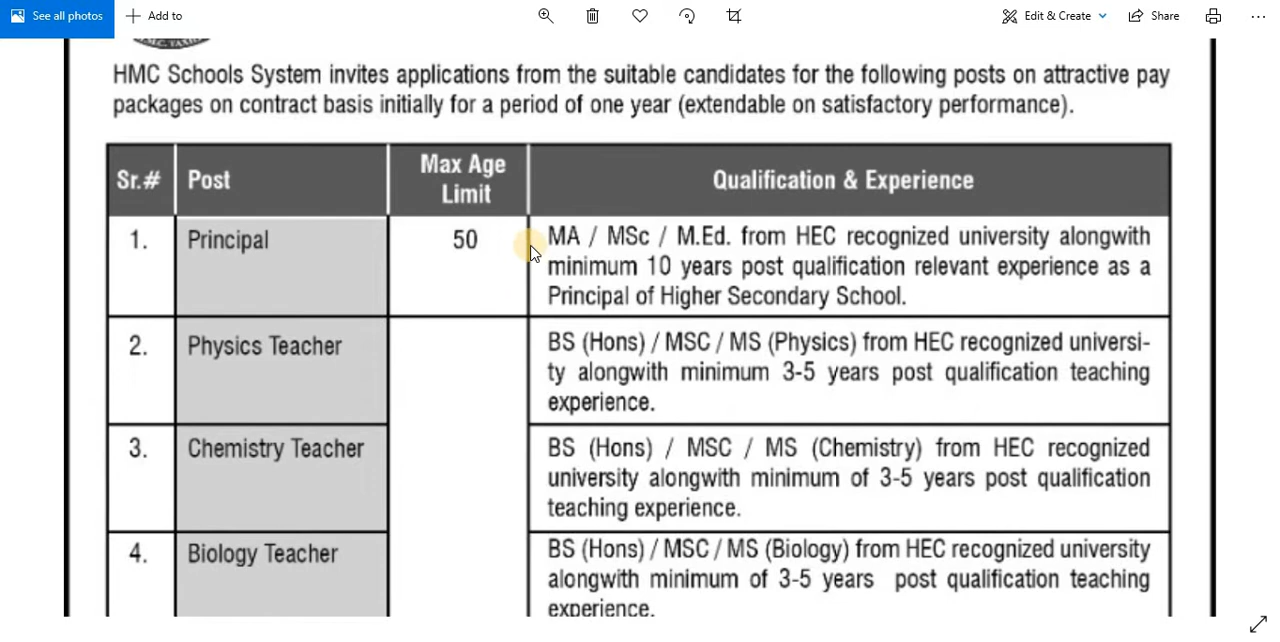 See all photos
Add to
Edit & Create
Share
HMC Schools System invites applications from the suitable candidates for the following posts on attractive pay
packages on contract basis initially for a period of one year (extendable on satisfactory performance).
Sr.# Post Max Age Limit Qualification & Experience
1. Principal 50 MA / MSc / M.Ed. from HEC recognized university alongwith
minimum 10 years post qualification relevant experience as a
Principal of Higher Secondary School.
2. Physics Teacher BS (Hons) / MSC / MS (Physics) from HEC recognized universi-
ty alongwith minimum 3-5 years post qualification teaching
experience.
3. Chemistry Teacher BS (Hons) / MSC / MS (Chemistry) from HEC recognized
university alongwith minimum of 3-5 years post qualification
teaching experience.
4. Biology Teacher BS (Hons) / MSC / MS (Biology) from HEC recognized university
alongwith minimum of 3-5 years post qualification teaching
experience.